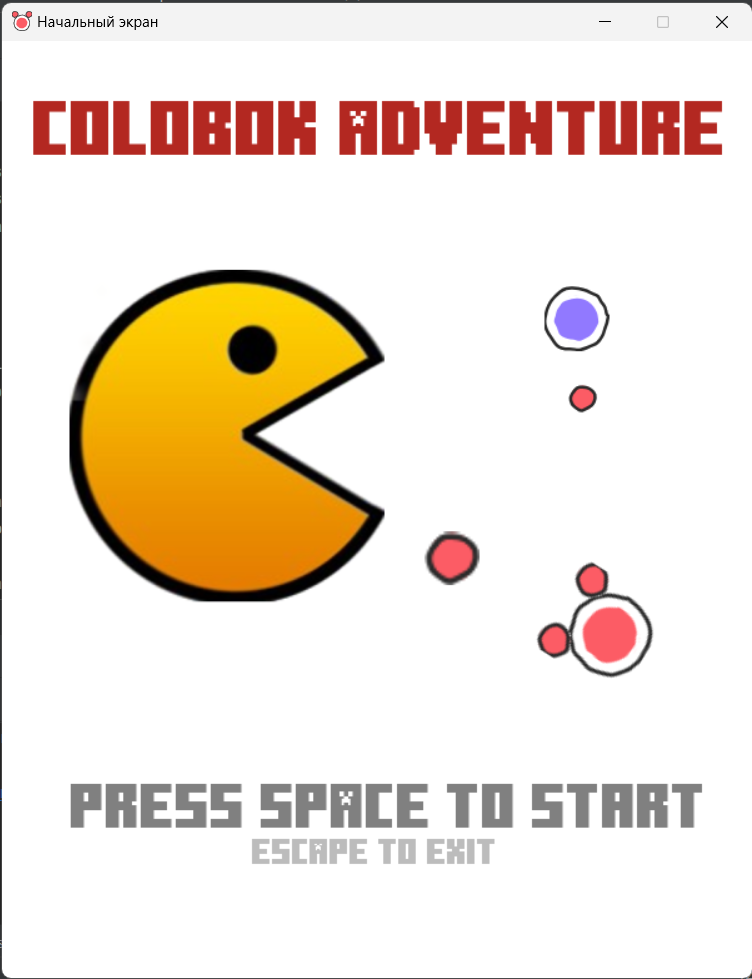 Начальный экран
COLOBOK ADVENTURE
PRESS SPACE TO START
ESCAPE TO EXIT